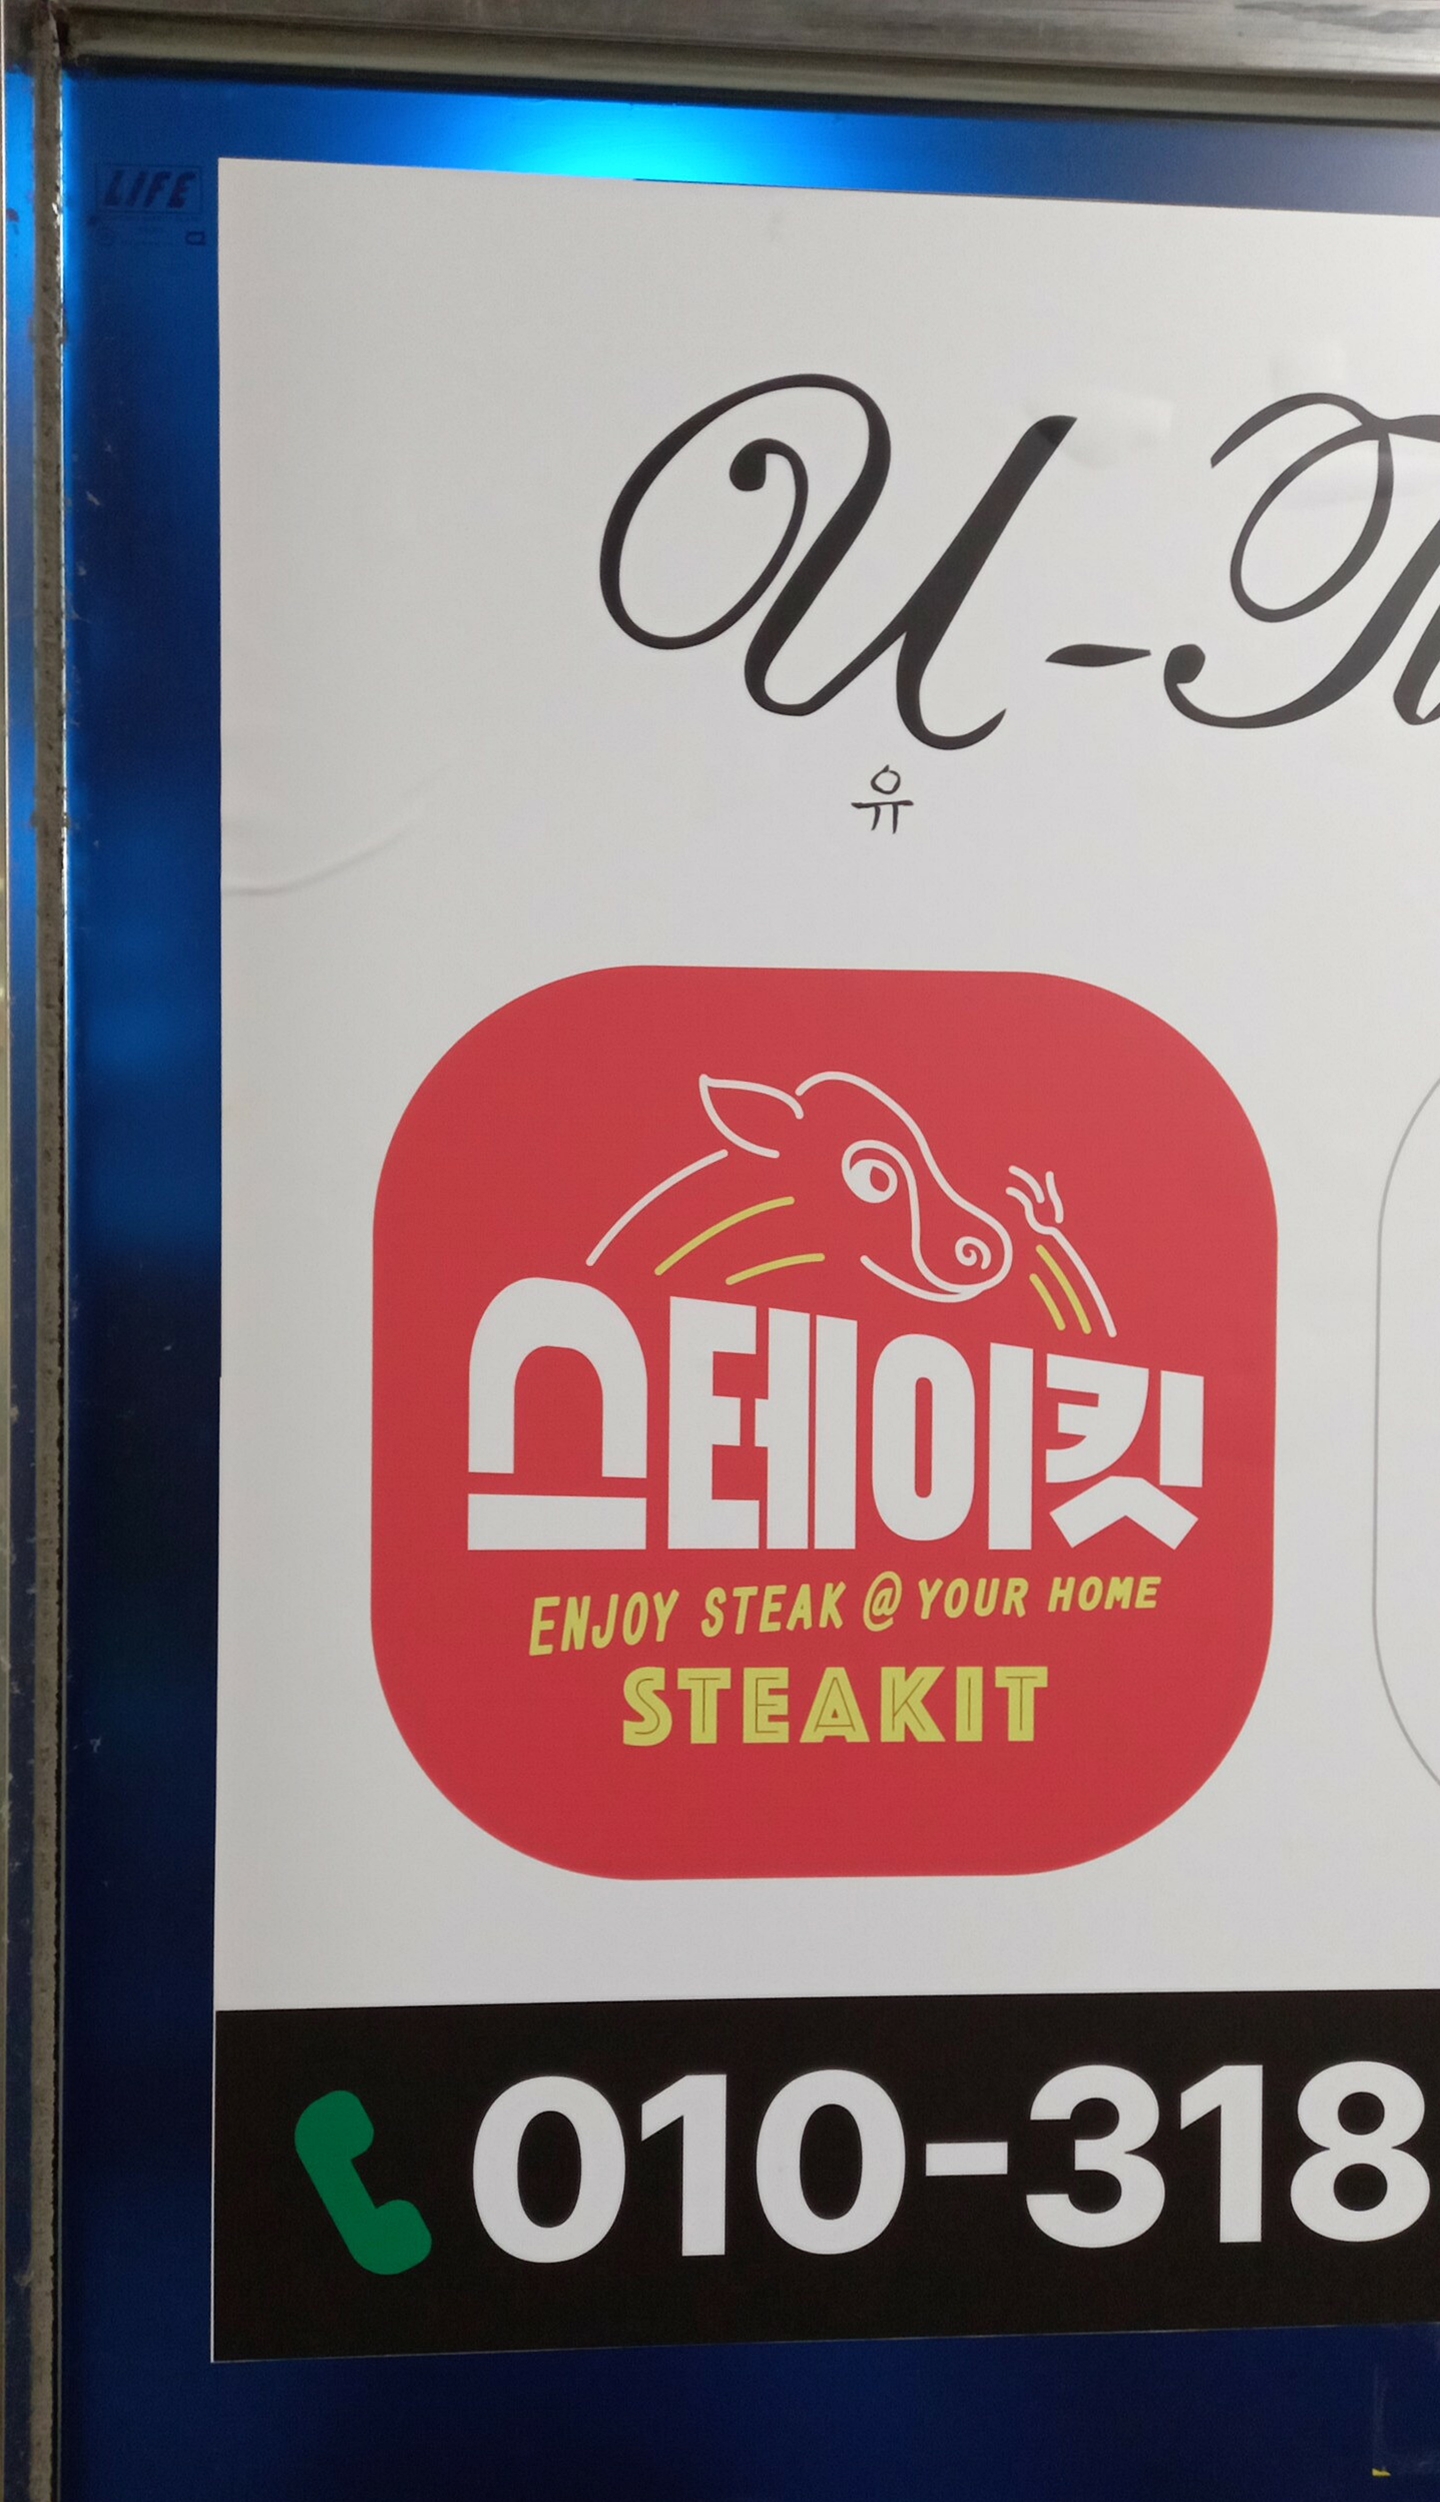 LIFE
U-
유
스테이킷
ENJOY STEAK @ YOUR HOME
STEAKIT
010-318